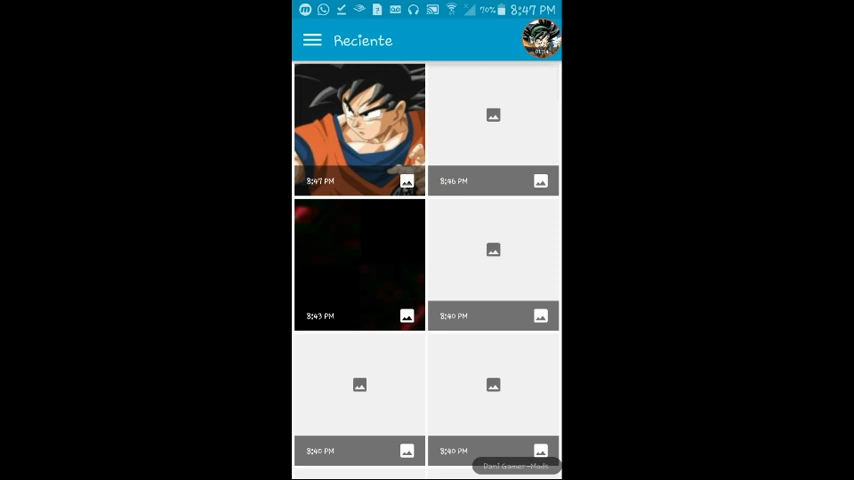 70% 8:47 PM
Reciente
8:47 PM
8:46 PM
8:43 PM
8:40 PM
8:40 PM
8:40 PM
Dani Gamer-Mods